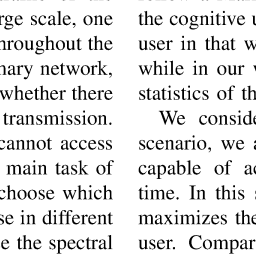 rge scale, one
hroughout the
nary network,
whether there
transmission.
cannot access
main task of
choose which
se in different
e the spectral
the cognitive u
user in that w
while in our v
statistics of th
We conside
scenario, we a
capable of ac
time. In this s
maximizes the
user. Compar